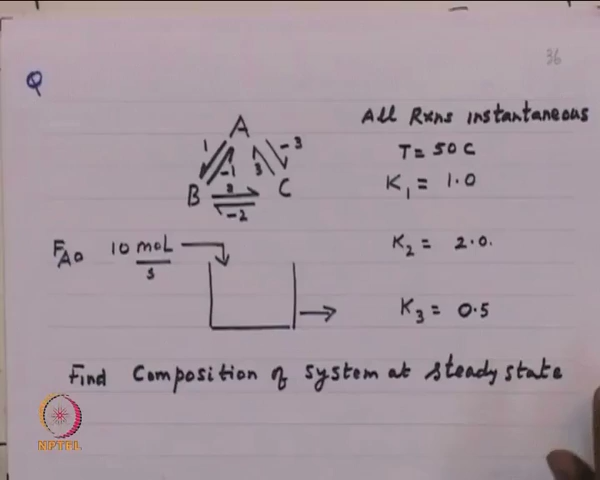 36
Q
All Rxns instantaneous
T = 50 C
K1 = 1.0
A
1 -1 3 -3
B 2 C
-2
K2 = 2.0.
FA0 10 mol/s
K3 = 0.5
Find Composition of system at steady state
NPTEL